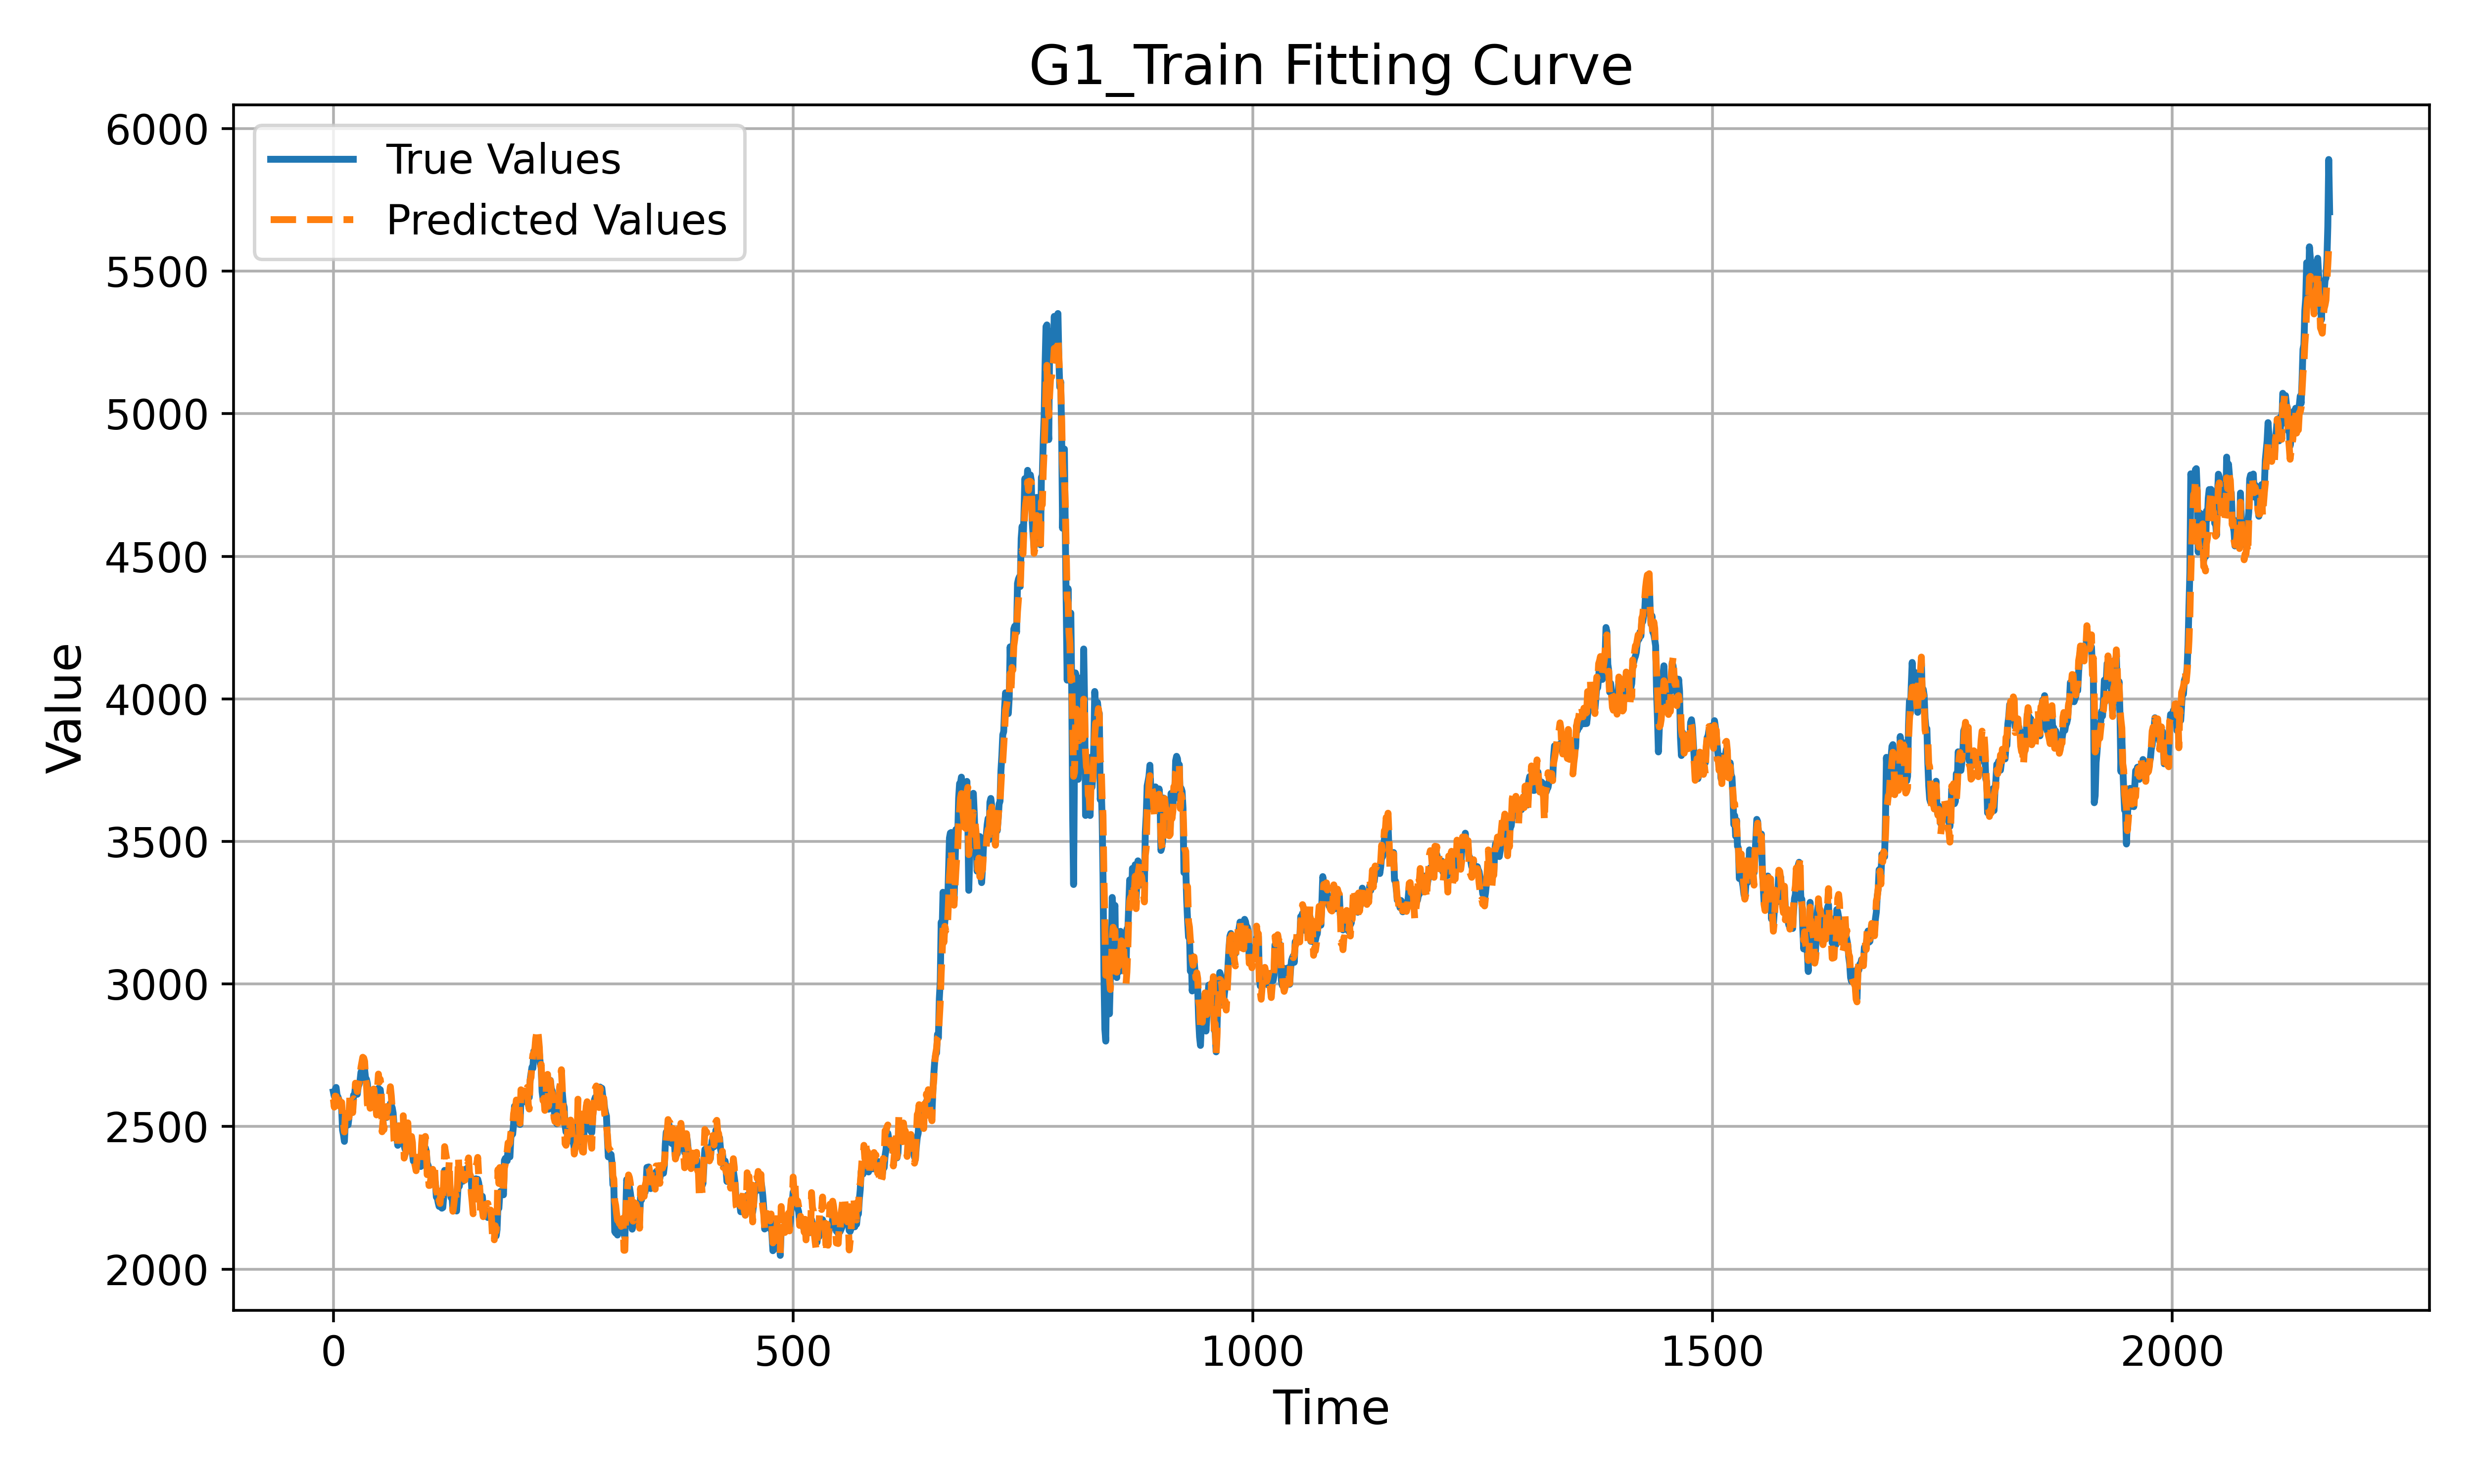 G1_Train Fitting Curve
True Values
Predicted Values
6000
5500
5000
4500
4000
3500
3000
2500
2000
Value
0
500
1000
1500
2000
Time